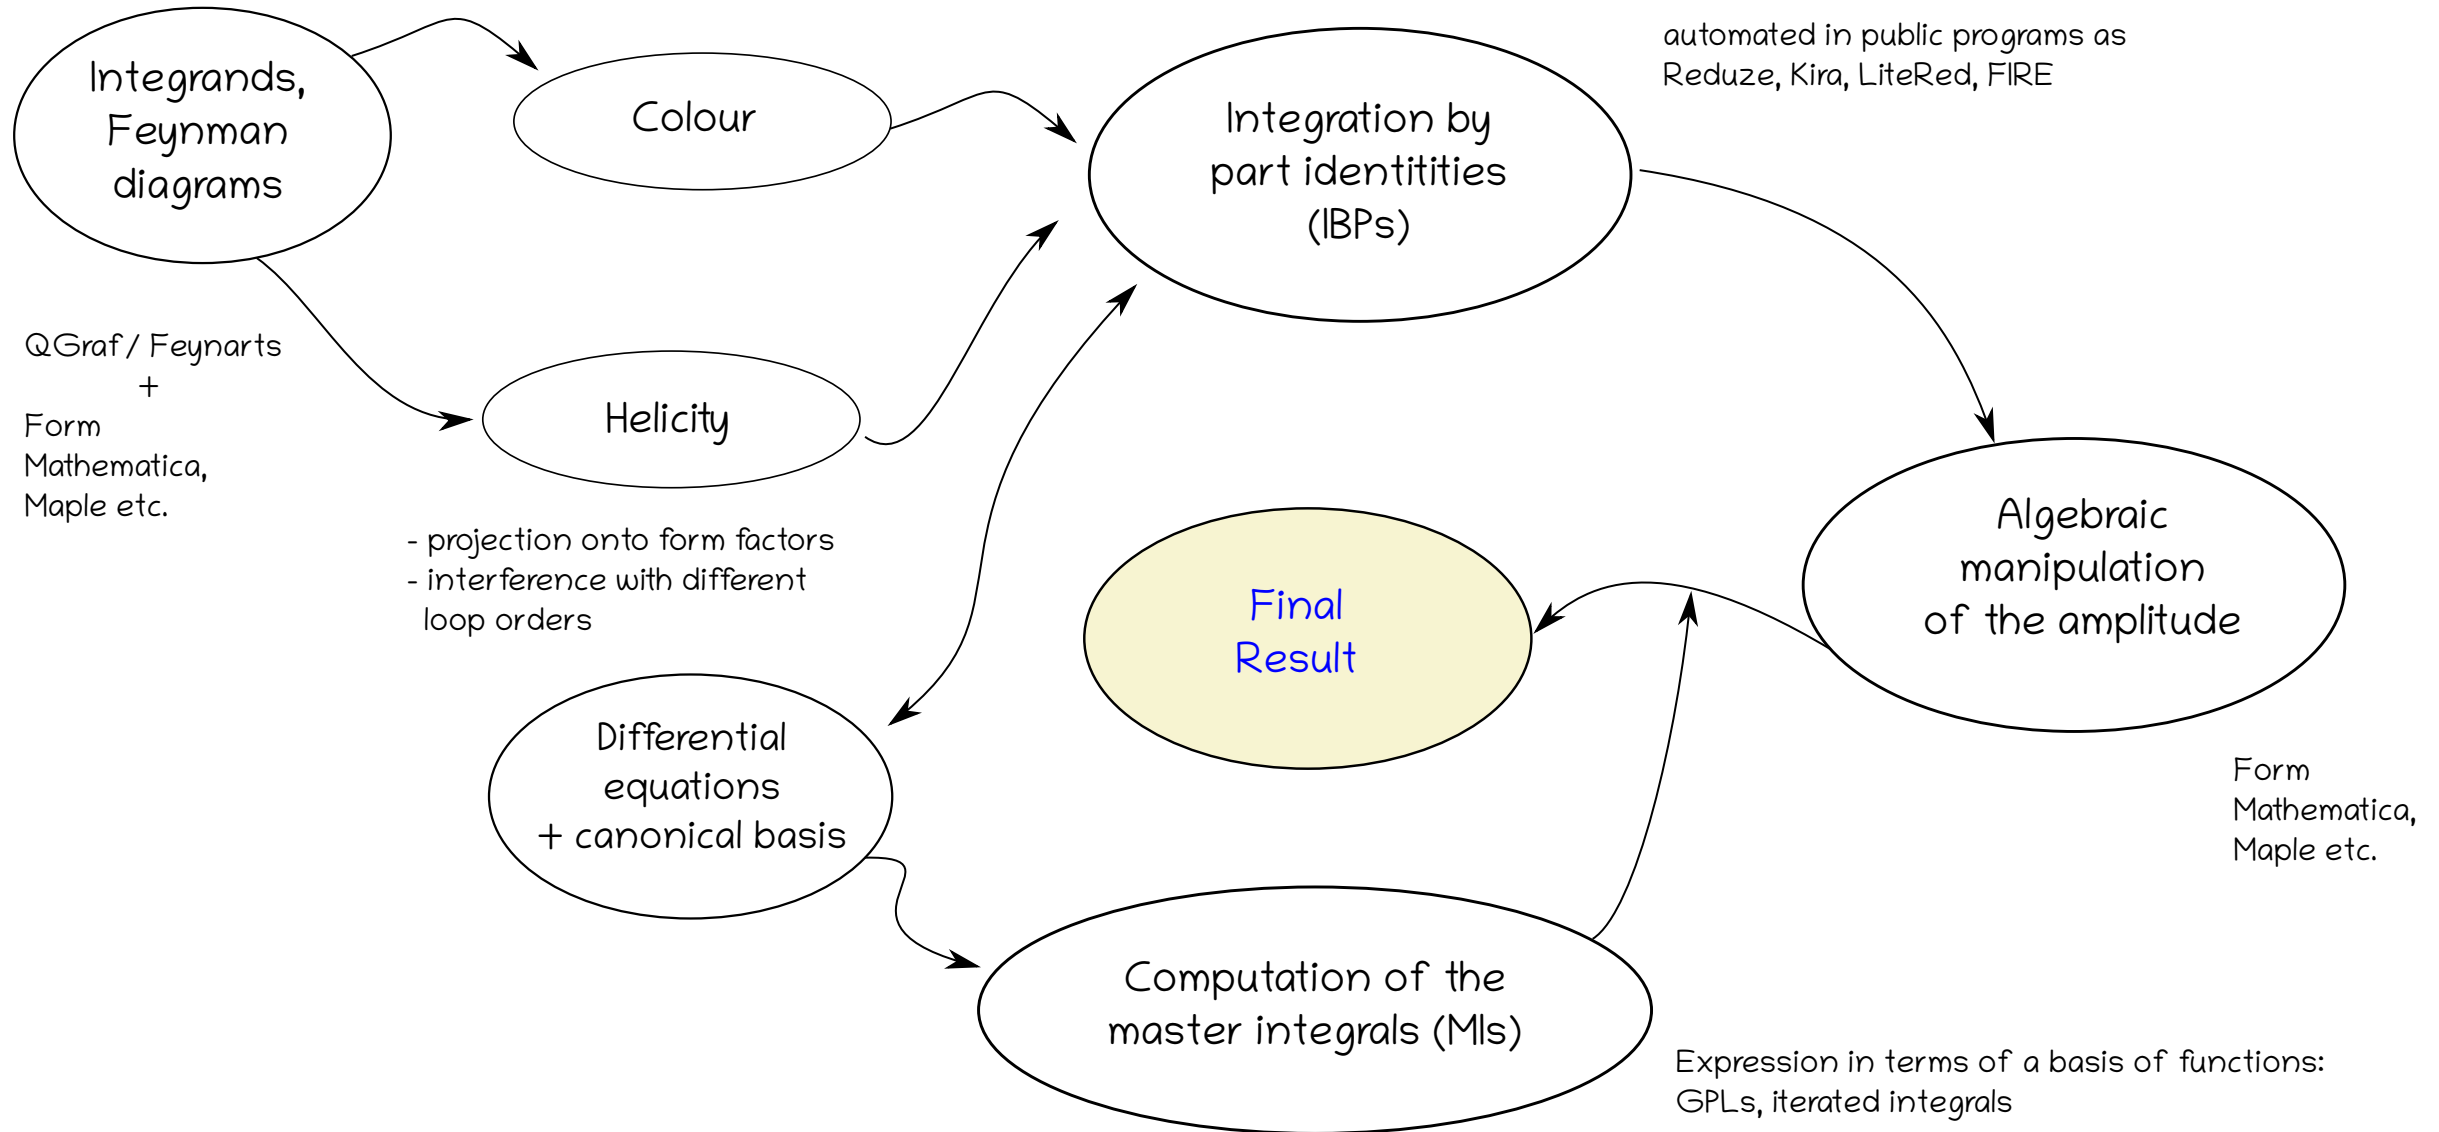 Integrands,
Feynman
diagrams
Colour
Integration by
part identitities
(IBPs)
automated in public programs as
Reduze, Kira, LiteRed, FIRE
QGraf/ Feynarts
+
Form
Mathematica,
Maple etc.
Helicity
- projection onto form factors
- interference with different
loop orders
Algebraic
manipulation
of the amplitude
Final
Result
Form
Mathematica,
Maple etc.
Differential
equations
+ canonical basis
Computation of the
master integrals (MIs)
Expression in terms of a basis of functions:
GPLs, iterated integrals